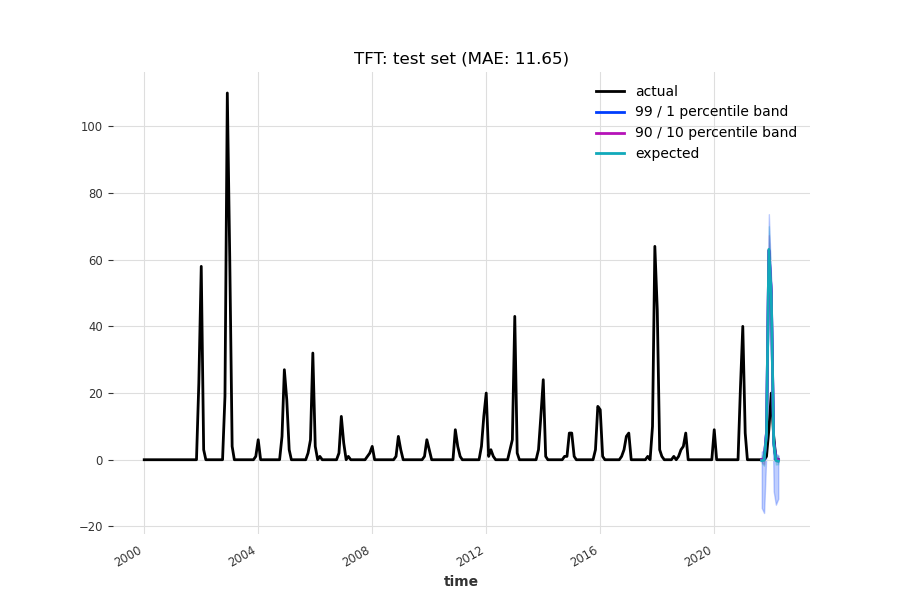 TFT: test set (MAE: 11.65)
actual
99 / 1 percentile band
90 / 10 percentile band
expected
100
80
60
40
20
0
−20
2000
2004
2008
2012
2016
2020
time